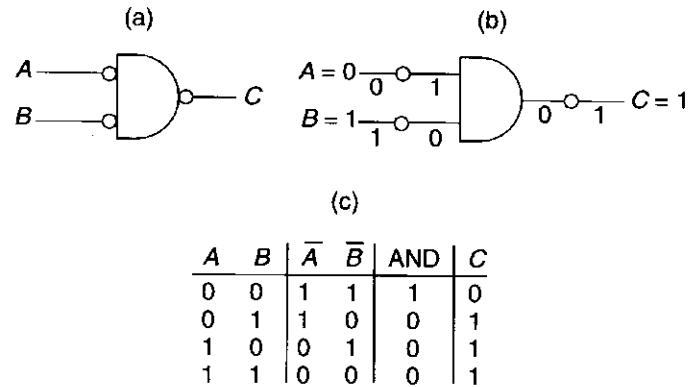 (a)
(b)
A
B
C
A = 0
0
1
B = 1
1
0
0
1
C = 1
(c)
A B A̅ B̅ AND C
0 0 1 1 1 0
0 1 1 0 0 1
1 0 0 1 0 1
1 1 0 0 0 1